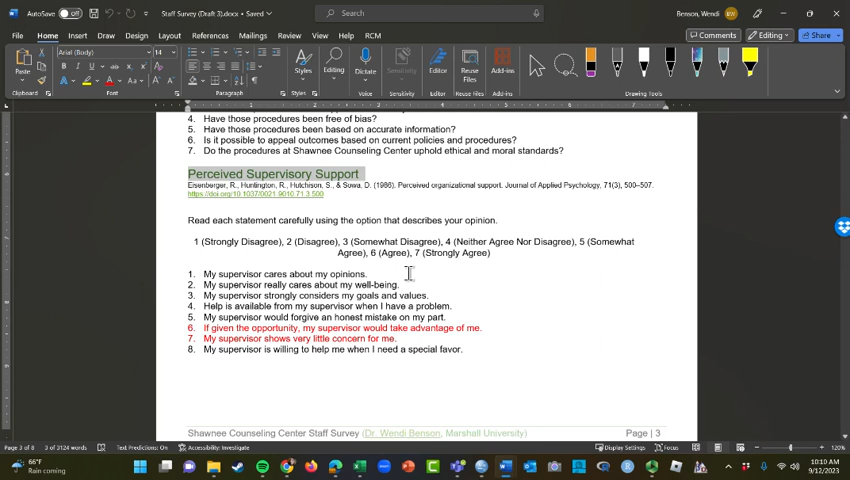 AutoSave Off Staff Survey (Draft 3).docx • Saved Search Benson, Wendi BW
File Home Insert Draw Design Layout References Mailings Review View Help RCM Comments Editing Share
Paste Arial (Body) 14 Styles Editing Dictate Sensitivity Editor Reuse Files Add-ins
Clipboard Font Paragraph Styles Voice Sensitivity Editor Reuse Files Add-ins Drawing Tools
4. Have those procedures been free of bias?
5. Have those procedures been based on accurate information?
6. Is it possible to appeal outcomes based on current policies and procedures?
7. Do the procedures at Shawnee Counseling Center uphold ethical and moral standards?
Perceived Supervisory Support
Eisenberger, R., Huntington, R., Hutchison, S., & Sowa, D. (1986). Perceived organizational support. Journal of Applied Psychology, 71(3), 500–507.
https://doi.org/10.1037/0021.9010.71.3.500
Read each statement carefully using the option that describes your opinion.
1 (Strongly Disagree), 2 (Disagree), 3 (Somewhat Disagree), 4 (Neither Agree Nor Disagree), 5 (Somewhat
Agree), 6 (Agree), 7 (Strongly Agree)
1. My supervisor cares about my opinions.
2. My supervisor really cares about my well-being.
3. My supervisor strongly considers my goals and values.
4. Help is available from my supervisor when I have a problem.
5. My supervisor would forgive an honest mistake on my part.
6. If given the opportunity, my supervisor would take advantage of me.
7. My supervisor shows very little concern for me.
8. My supervisor is willing to help me when I need a special favor.
Shawnee Counseling Center Staff Survey (Dr. Wendi Benson, Marshall University) Page | 3
Page 3 of 8 3 of 3124 words Text Predictions: On Accessibility: Investigate Display Settings Focus 120%
66°F
Rain coming
10:10 AM
9/12/2023